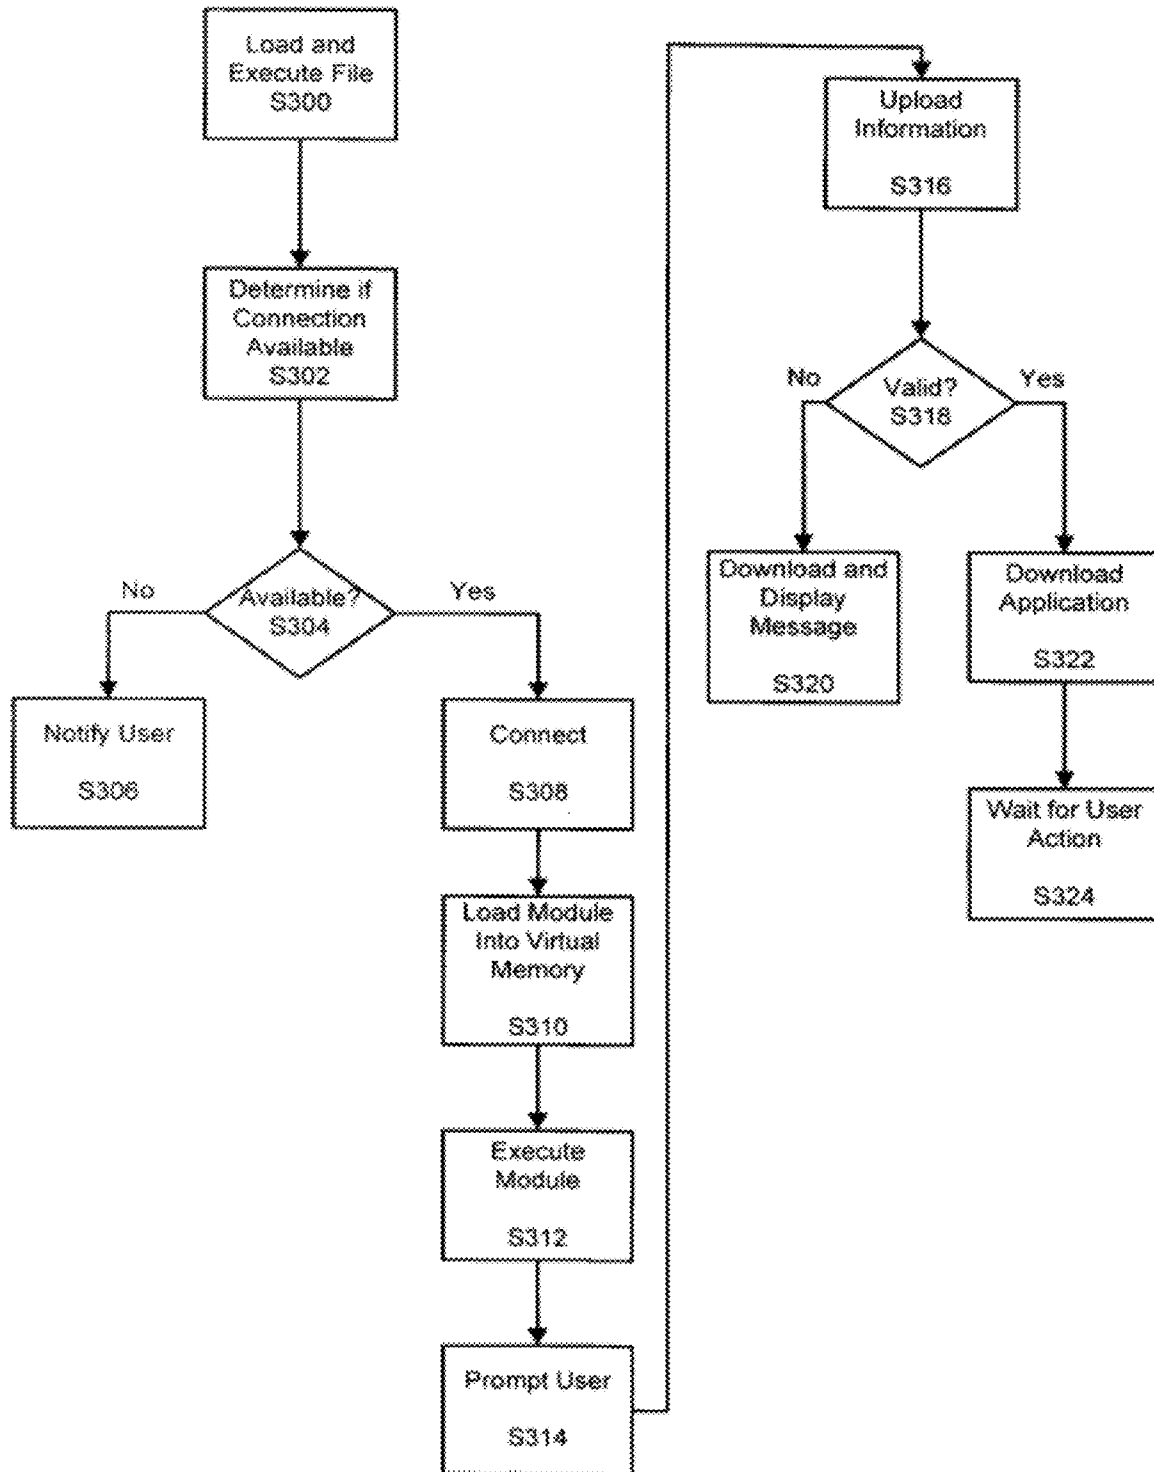 Load and
Execute File
S300
Determine if
Connection
Available
S302
Available?
S304
No
Yes
Notify User
S306
Connect
S308
Load Module
Into Virtual
Memory
S310
Execute
Module
S312
Prompt User
S314
Upload
Information
S316
Valid?
S318
No
Yes
Download and
Display
Message
S320
Download
Application
S322
Wait for User
Action
S324